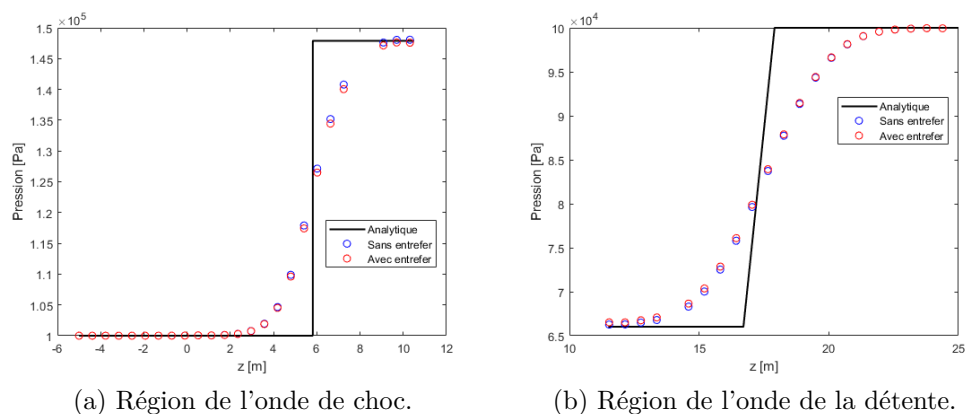 ×10⁵
1.5
1.45
1.4
1.35
1.3
1.25
1.2
1.15
1.1
1.05
1
Pression [Pa]
-6 -4 -2 0 2 4 6 8 10 12
z [m]
Analytique
Sans entrefer
Avec entrefer
(a) Région de l'onde de choc.
×10⁴
10
9.5
9
8.5
8
7.5
7
6.5
Pression [Pa]
10 15 20 25
z [m]
Analytique
Sans entrefer
Avec entrefer
(b) Région de l'onde de la détente.